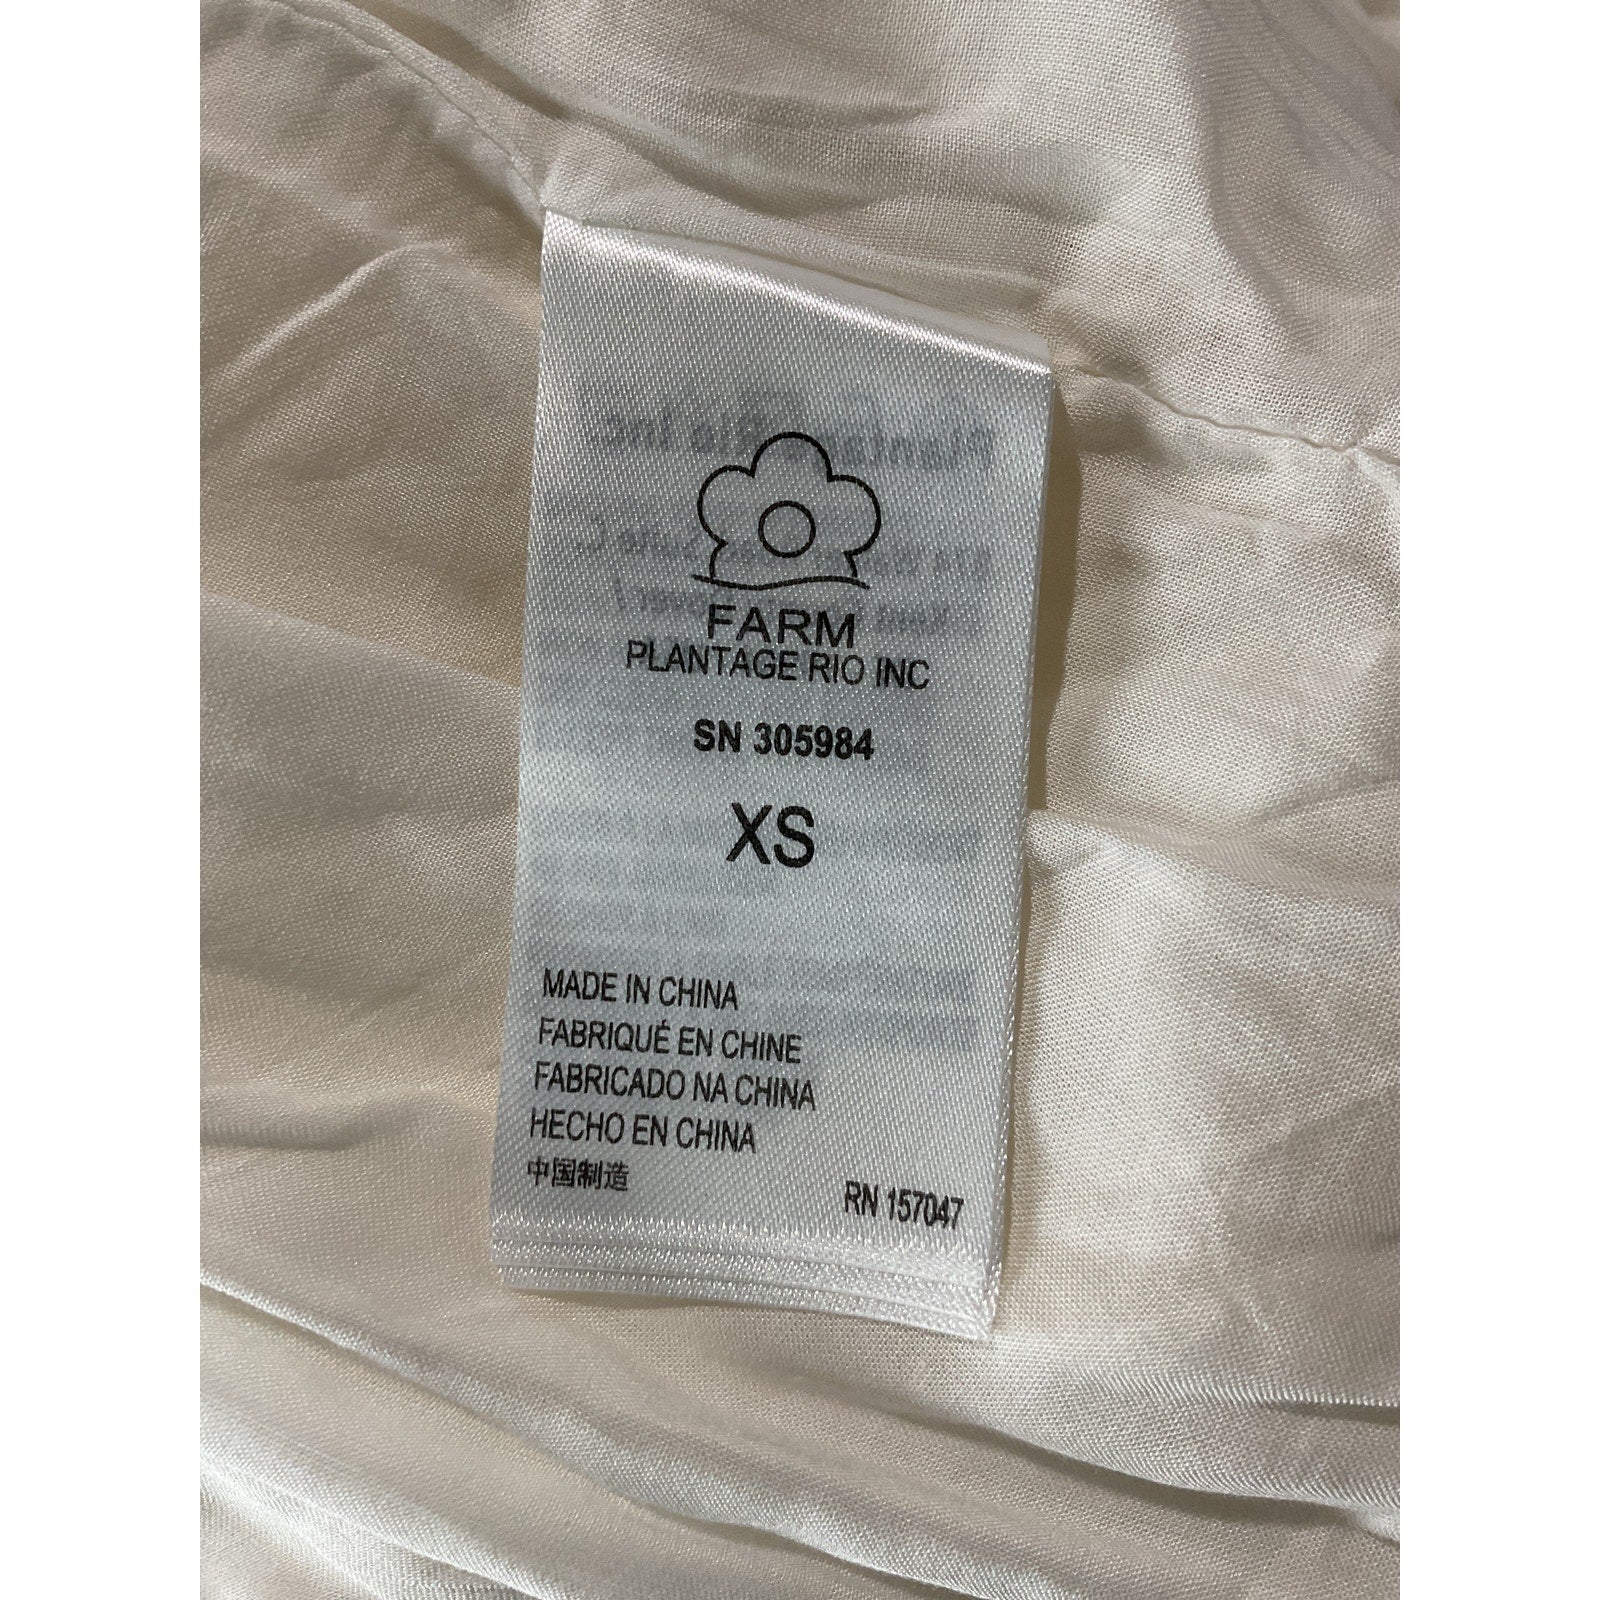 FARM
PLANTAGE RIO INC
SN 305984
XS
MADE IN CHINA
FABRIQUÉ EN CHINE
FABRICADO NA CHINA
HECHO EN CHINA
中国制造
RN 157047